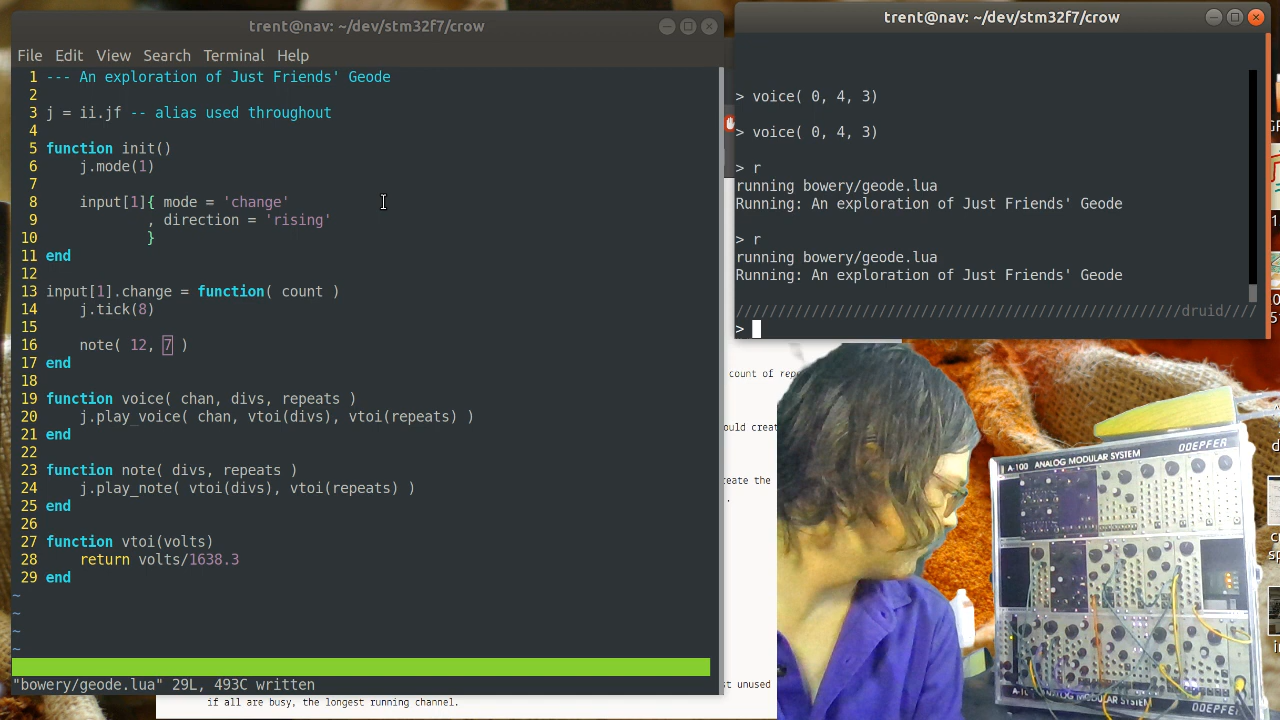 trent@nav: ~/dev/stm32f7/crow
File Edit View Search Terminal Help
1 --- An exploration of Just Friends' Geode
2
3 j = ii.jf -- alias used throughout
4
5 function init()
6     j.mode(1)
7
8     input[1]{ mode = 'change'
9             , direction = 'rising'
10             }
11 end
12
13 input[1].change = function( count )
14     j.tick(8)
15
16     note( 12, 7 )
17 end
18
19 function voice( chan, divs, repeats )
20     j.play_voice( chan, vtoi(divs), vtoi(repeats) )
21 end
22
23 function note( divs, repeats )
24     j.play_note( vtoi(divs), vtoi(repeats) )
25 end
26
27 function vtoi(volts)
28     return volts/1638.3
29 end
~
~
~
~
"bowery/geode.lua" 29L, 493C written
trent@nav: ~/dev/stm32f7/crow
> voice( 0, 4, 3)
> voice( 0, 4, 3)
> r
running bowery/geode.lua
Running: An exploration of Just Friends' Geode
> r
running bowery/geode.lua
Running: An exploration of Just Friends' Geode
/////////////////////////////////////////////////////druid////
>
count of
create the
unused
if all are busy, the longest running channel.
DOEPFER
A-100 ANALOG MODULAR SYSTEM
DOEPFER